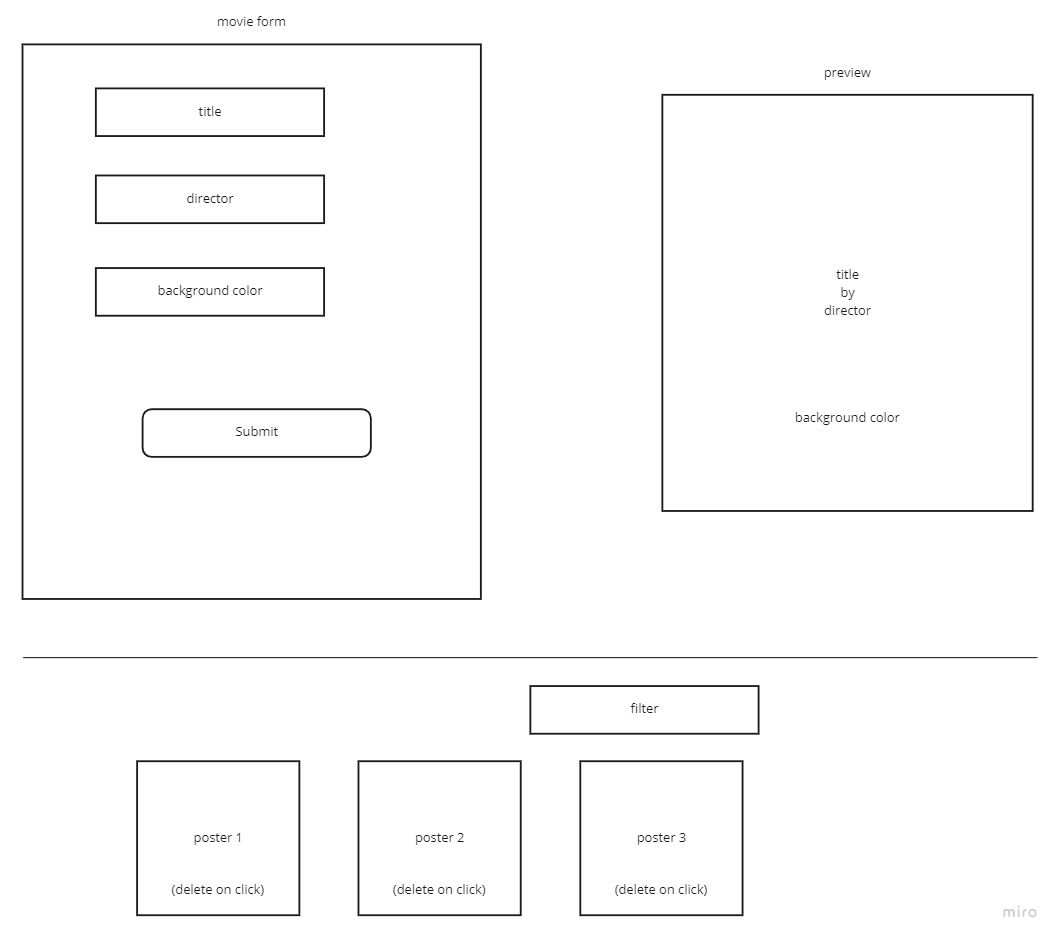 movie form
title
director
background color
Submit
preview
title
by
director
background color
filter
poster 1
(delete on click)
poster 2
(delete on click)
poster 3
(delete on click)
miro